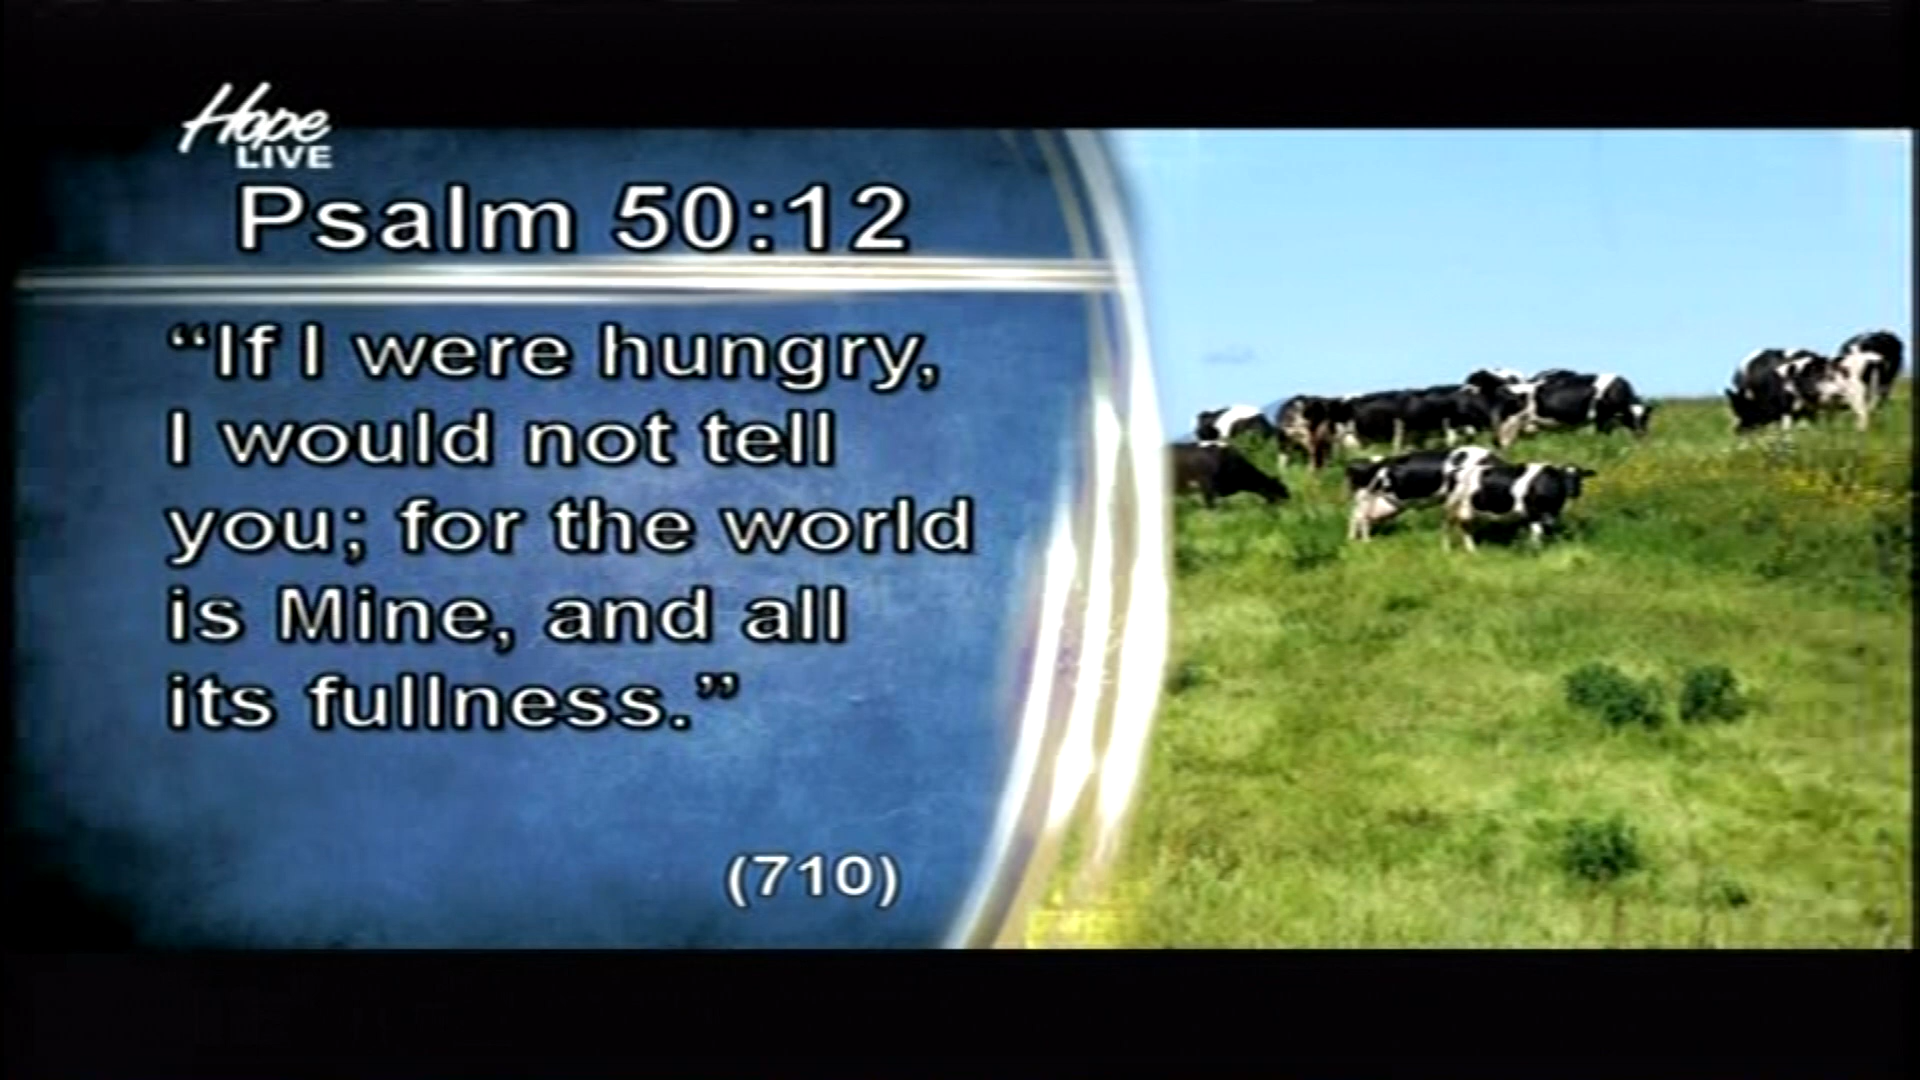 Hope
LIVE
Psalm 50:12
“If I were hungry,
I would not tell
you; for the world
is Mine, and all
its fullness.”
(710)